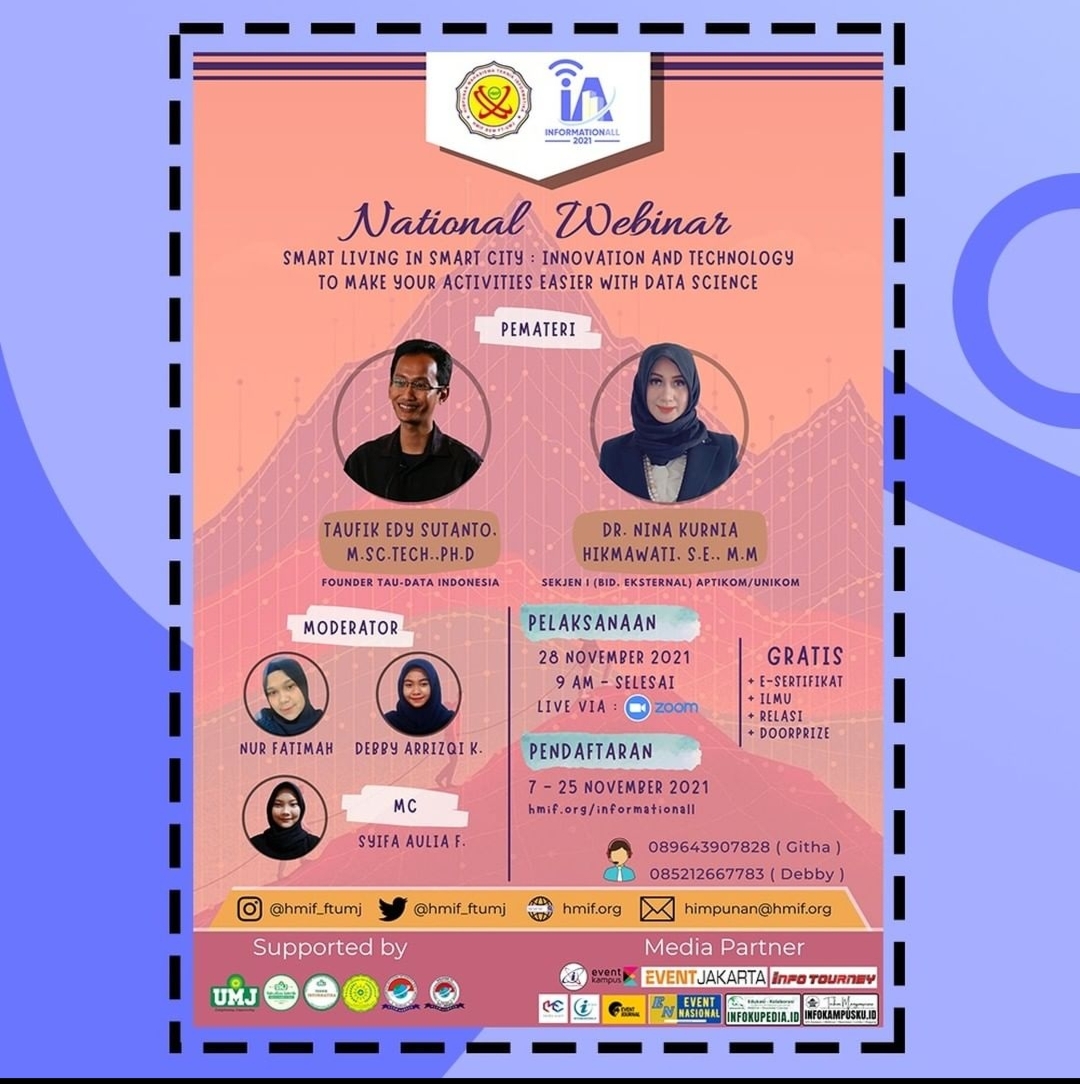 INFORMATIONALL
2021
National Webinar
SMART LIVING IN SMART CITY : INNOVATION AND TECHNOLOGY
TO MAKE YOUR ACTIVITIES EASIER WITH DATA SCIENCE
PEMATERI
TAUFIK EDY SUTANTO,
M.SC.TECH.,PH.D
FOUNDER TAU-DATA INDONESIA
DR. NINA KURNIA
HIKMAWATI, S.E., M.M
SEKJEN I (BID. EKSTERNAL) APTIKOM/UNIKOM
MODERATOR
NUR FATIMAH
DEBBY ARRIZQI K.
MC
SYIFA AULIA F.
PELAKSANAAN
28 NOVEMBER 2021
9 AM - SELESAI
LIVE VIA : zoom
GRATIS
+ E-SERTIFIKAT
+ ILMU
+ RELASI
+ DOORPRIZE
PENDAFTARAN
7 - 25 NOVEMBER 2021
hmif.org/informationall
089643907828 ( Githa )
085212667783 ( Debby )
@hmif_ftumj @hmif_ftumj hmif.org himpunan@hmif.org
Supported by
UMJ
Media Partner
event kampus EVENTJAKARTA INFO TOURNEY
EVENT JOURNAL EN EVENT NASIONAL INFOKUPEDIA.ID INFOKAMPUSKU.ID